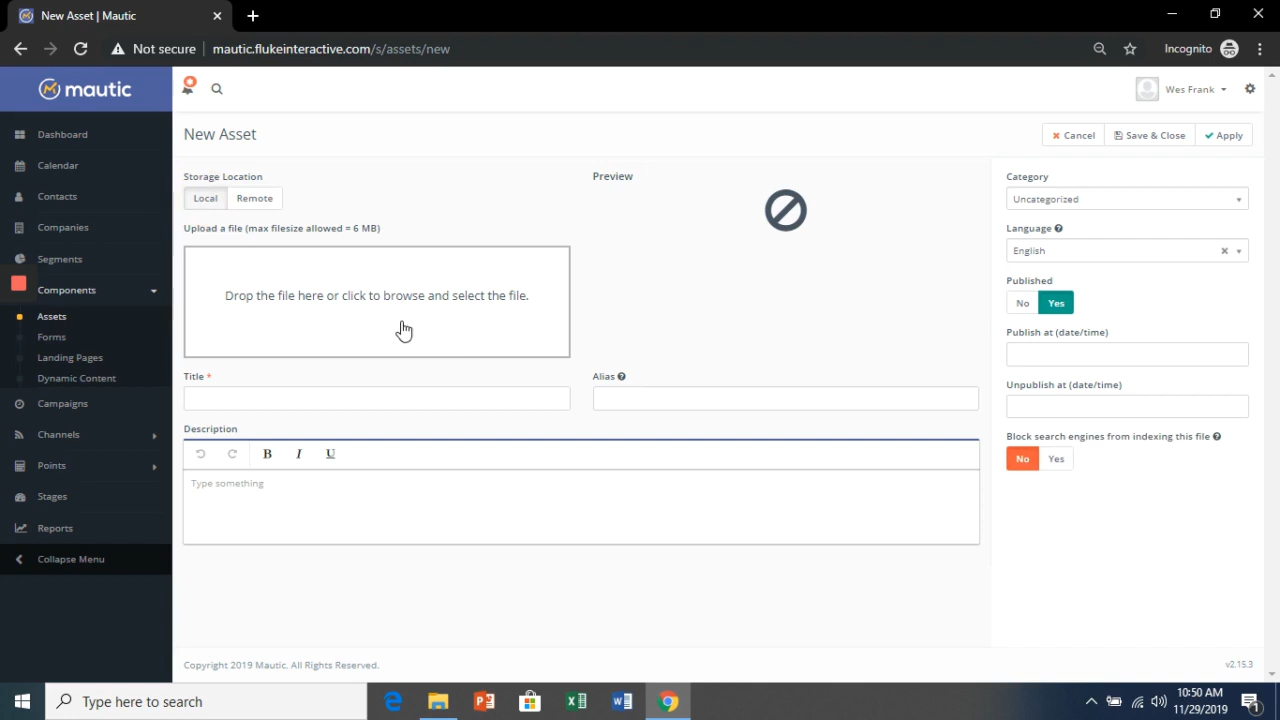 New Asset | Mautic
Not secure
mautic.flukeinteractive.com/s/assets/new
Incognito
mautic
Wes Frank
Dashboard
Calendar
Contacts
Companies
Segments
Components
Assets
Forms
Landing Pages
Dynamic Content
Campaigns
Channels
Points
Stages
Reports
Collapse Menu
New Asset
Cancel
Save & Close
Apply
Storage Location
Local
Remote
Upload a file (max filesize allowed = 6 MB)
Drop the file here or click to browse and select the file.
Preview
Title *
Alias
Description
B I U
Type something
Category
Uncategorized
Language
English
Published
No
Yes
Publish at (date/time)
Unpublish at (date/time)
Block search engines from indexing this file
No
Yes
Copyright 2019 Mautic. All Rights Reserved.
v2.15.3
Type here to search
10:50 AM
11/29/2019
1